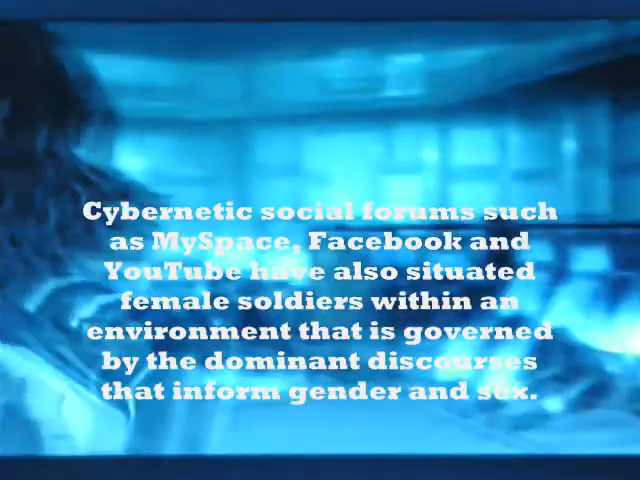 Cybernetic social forums such
as MySpace, Facebook and
YouTube have also situated
female soldiers within an
environment that is governed
by the dominant discourses
that inform gender and sex.